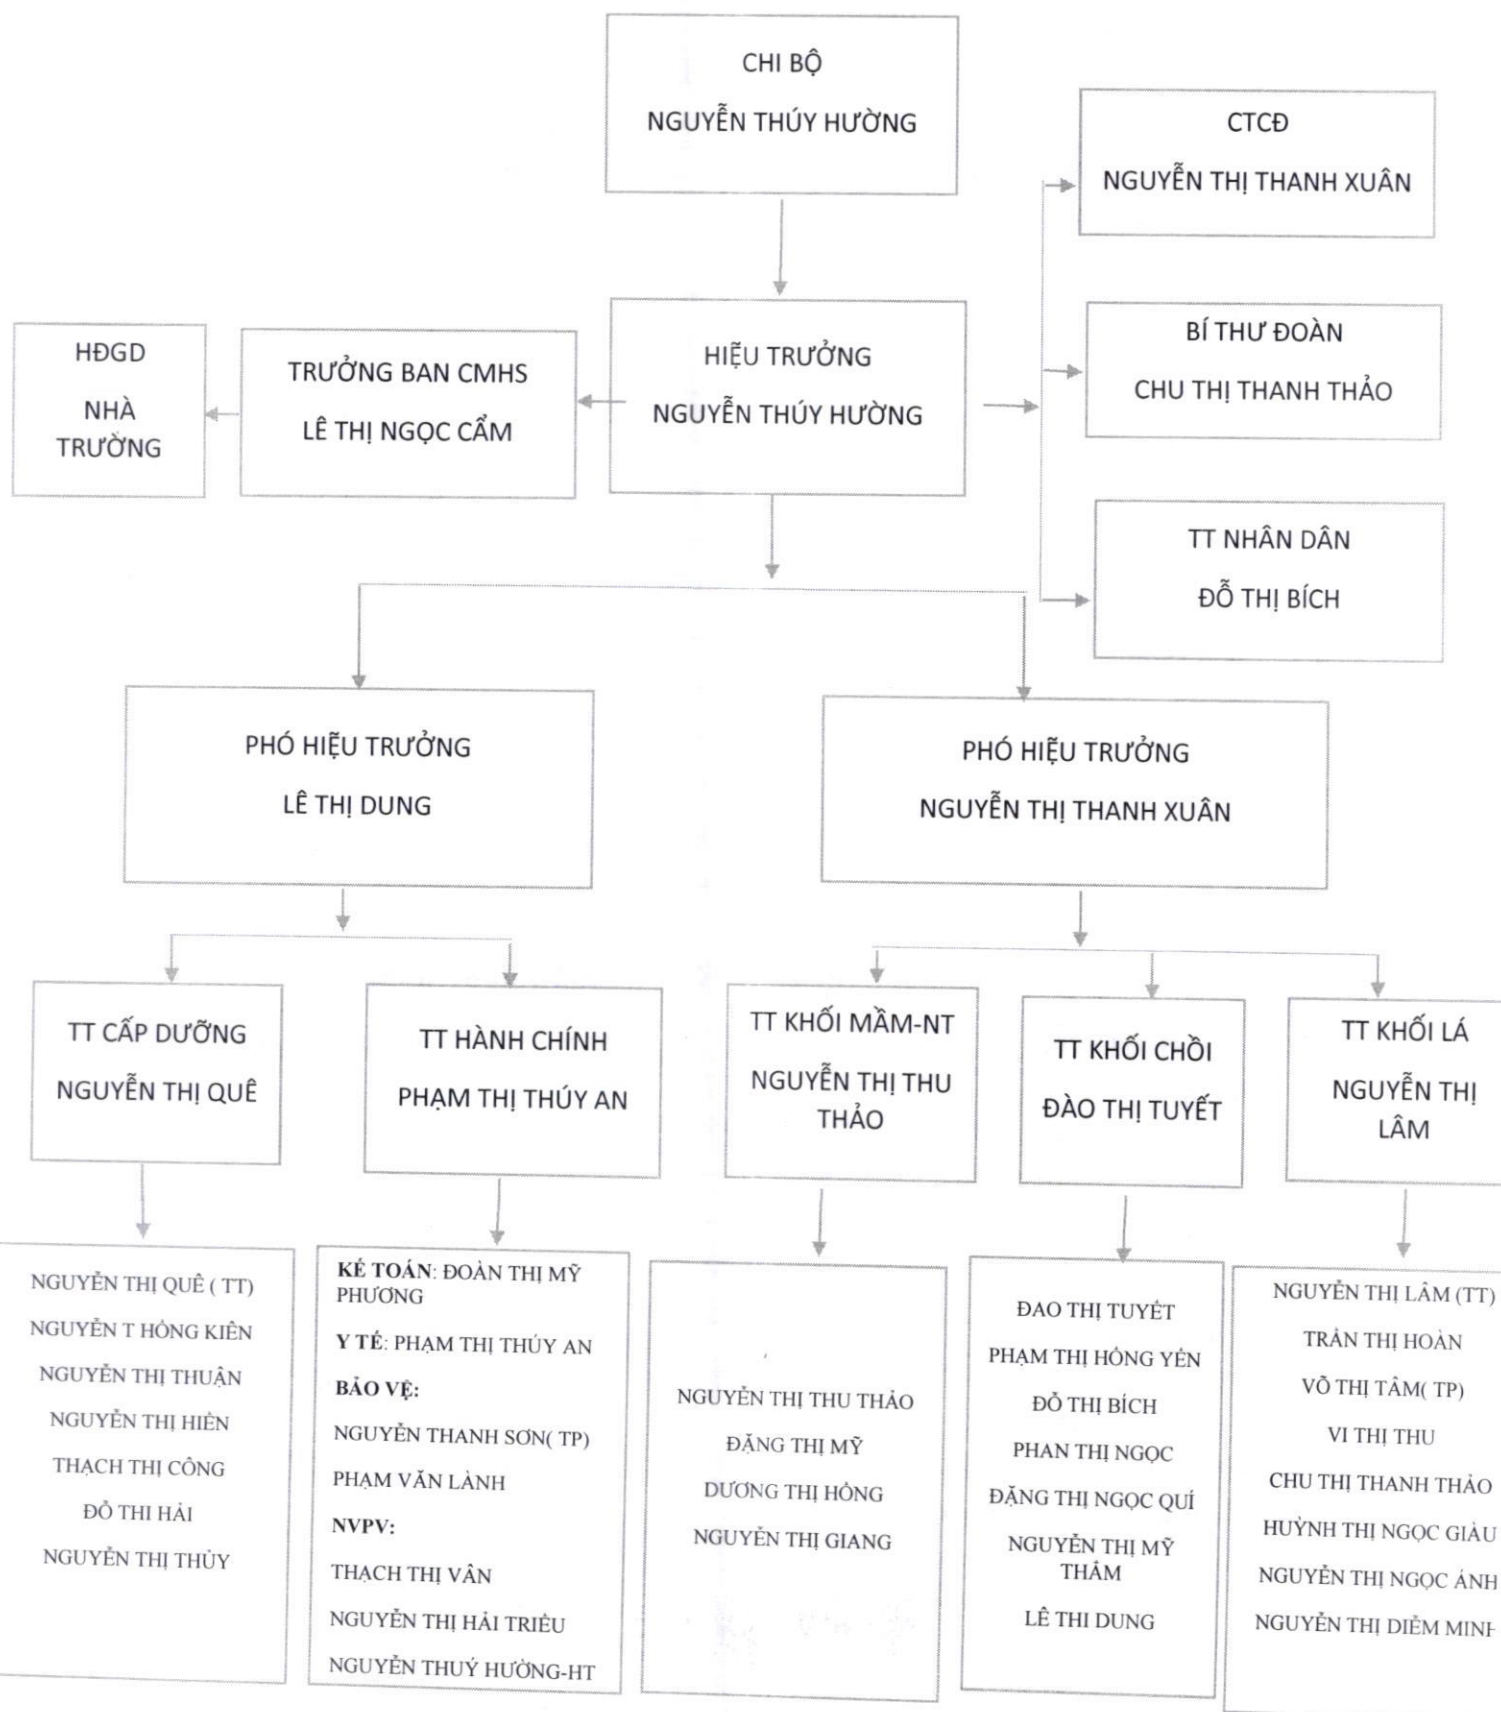 CHI BỘ
NGUYỄN THÚY HƯỜNG
CTCĐ
NGUYỄN THỊ THANH XUÂN
HĐGD
NHÀ
TRƯỜNG
TRƯỞNG BAN CMHS
LÊ THỊ NGỌC CẨM
HIỆU TRƯỞNG
NGUYỄN THÚY HƯỜNG
BÍ THƯ ĐOÀN
CHU THỊ THANH THẢO
TT NHÂN DÂN
ĐỖ THỊ BÍCH
PHÓ HIỆU TRƯỞNG
LÊ THỊ DUNG
PHÓ HIỆU TRƯỞNG
NGUYỄN THỊ THANH XUÂN
TT CẤP DƯỠNG
NGUYỄN THỊ QUÊ
TT HÀNH CHÍNH
PHẠM THỊ THÚY AN
TT KHỐI MẦM-NT
NGUYỄN THỊ THU
THẢO
TT KHỐI CHỒI
ĐÀO THỊ TUYẾT
TT KHỐI LÁ
NGUYỄN THỊ
LÂM
NGUYỄN THỊ QUÊ ( TT)
NGUYỄN T HỒNG KIÊN
NGUYỄN THỊ THUẬN
NGUYỄN THỊ HIỀN
THẠCH THỊ CÔNG
ĐỖ THI HẢI
NGUYỄN THỊ THỦY
KẾ TOÁN: ĐOÀN THỊ MỸ
PHƯƠNG
Y TẾ: PHẠM THỊ THÚY AN
BẢO VỆ:
NGUYỄN THANH SƠN( TP)
PHẠM VĂN LÀNH
NVPV:
THẠCH THỊ VÂN
NGUYỄN THỊ HẢI TRIỀU
NGUYỄN THUÝ HƯỜNG-HT
NGUYỄN THỊ THU THẢO
ĐẶNG THỊ MỸ
DƯƠNG THỊ HỒNG
NGUYỄN THỊ GIANG
ĐAO THỊ TUYẾT
PHẠM THỊ HỒNG YẾN
ĐỖ THỊ BÍCH
PHAN THỊ NGỌC
ĐẶNG THỊ NGỌC QUÍ
NGUYỄN THỊ MỸ
THẮM
LÊ THI DUNG
NGUYỄN THỊ LÂM (TT)
TRẦN THỊ HOÀN
VÕ THỊ TÂM( TP)
VI THỊ THU
CHU THỊ THANH THẢO
HUỲNH THỊ NGỌC GIÀU
NGUYỄN THỊ NGỌC ÁNH
NGUYỄN THỊ DIỄM MINH